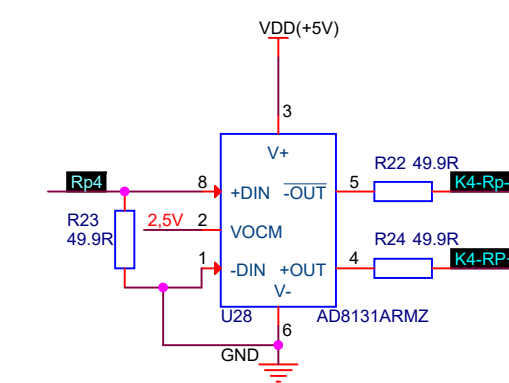 VDD(+5V)
3
V+
R22 49.9R
Rp4
8
+DIN
-OUT
5
K4-Rp-
R23
49.9R
2,5V
2
VOCM
R24 49.9R
1
-DIN
+OUT
4
K4-RP+
V-
U28
AD8131ARMZ
6
GND